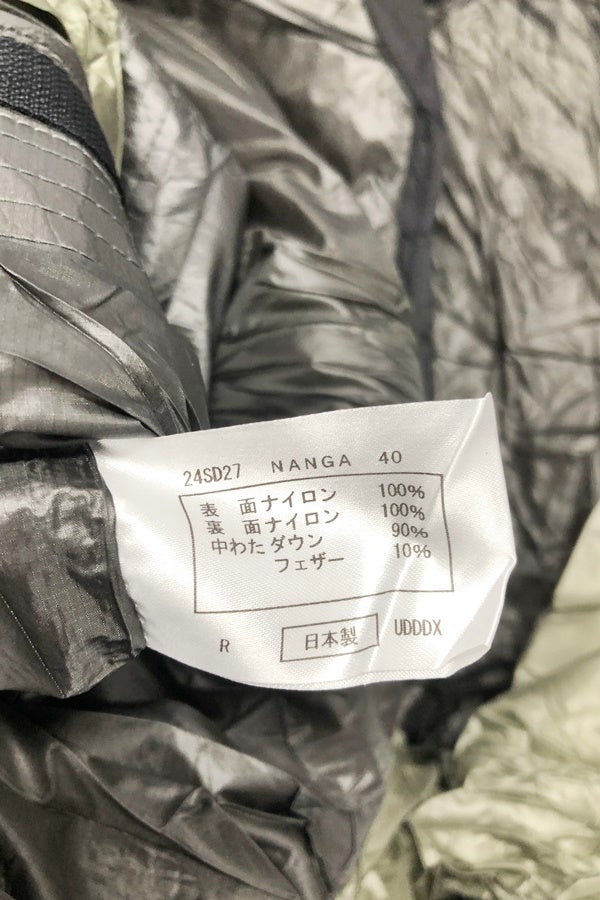 24SD27 NANGA 40
表 面ナイロン 100%
裏 面ナイロン 100%
中わた ダウン 90%
フェザー 10%
R 日本製 UDDDX